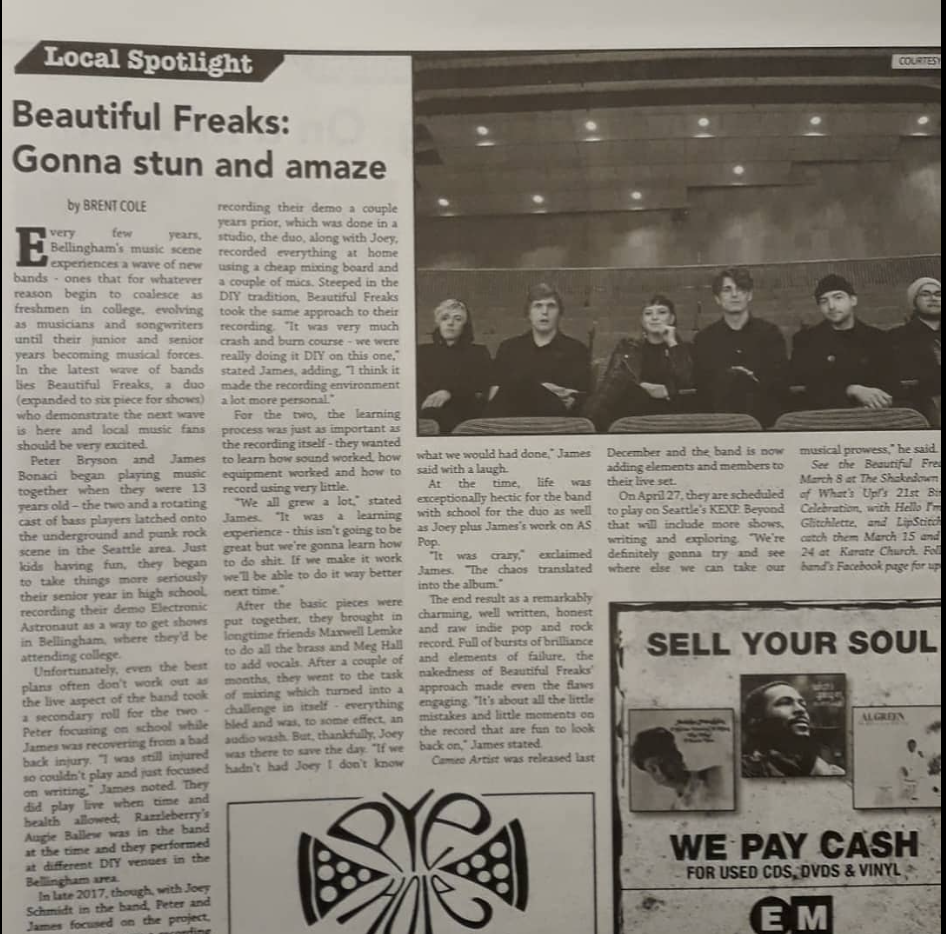 Local Spotlight
Beautiful Freaks:
Gonna stun and amaze
by BRENT COLE
Every few years,
Bellingham's music scene
experiences a wave of new
bands - ones that for whatever
reason begin to coalesce as
freshmen in college, evolving
as musicians and songwriters
until their junior and senior
years becoming musical forces.
In the latest wave of bands
lies Beautiful Freaks, a duo
(expanded to six piece for shows)
who demonstrate the next wave
is here and local music fans
should be very excited.
Peter Bryson and James
Bonaci began playing music
together when they were 13
years old – the two and a rotating
cast of bass players latched onto
the underground and punk rock
scene in the Seattle area. Just
kids having fun, they began
to take things more seriously
their senior year in high school,
recording their demo Electronic
Astronaut as a way to get shows
in Bellingham, where they'd be
attending college.
Unfortunately, even the best
plans often don't work out as
the live aspect of the band took
a secondary roll for the two -
Peter focusing on school while
James was recovering from a bad
back injury. "I was still injured
so couldn't play and just focused
on writing," James noted. They
did play live when time and
health allowed; Razzleberry's
Augie Ballew was in the band
at the time and they performed
at different DIY venues in the
Bellingham area.
In late 2017, though, with Joey
Schmidt in the band, Peter and
James focused on the project,
recording
recording their demo a couple
years prior, which was done in a
studio, the duo, along with Joey,
recorded everything at home
using a cheap mixing board and
a couple of mics. Steeped in the
DIY tradition, Beautiful Freaks
took the same approach to their
recording. "It was very much
crash and burn course - we were
really doing it DIY on this one,"
stated James, adding, "I think it
made the recording environment
a lot more personal."
For the two, the learning
process was just as important as
the recording itself - they wanted
to learn how sound worked, how
equipment worked and how to
record using very little.
"We all grew a lot," stated
James. "It was a learning
experience - this isn't going to be
great but we're gonna learn how
to do shit. If we make it work
we'll be able to do it way better
next time."
After the basic pieces were
put together, they brought in
longtime friends Maxwell Lemke
to do all the brass and Meg Hall
to add vocals. After a couple of
months, they went to the task
of mixing which turned into a
challenge in itself - everything
bled and was, to some effect, an
audio wash. But, thankfully, Joey
was there to save the day. "If we
hadn't had Joey I don't know
COURTESY
what we would had done," James
said with a laugh.
At the time, life was
exceptionally hectic for the band
with school for the duo as well
as Joey plus James's work on AS
Pop.
"It was crazy," exclaimed
James. "The chaos translated
into the album."
The end result as a remarkably
charming, well written, honest
and raw indie pop and rock
record. Full of bursts of brilliance
and elements of failure, the
nakedness of Beautiful Freaks'
approach made even the flaws
engaging. "It's about all the little
mistakes and little moments on
the record that are fun to look
back on," James stated.
Cameo Artist was released last
December and the band is now
adding elements and members to
their live set.
On April 27, they are scheduled
to play on Seattle's KEXP. Beyond
that will include more shows,
writing and exploring. "We're
definitely gonna try and see
where else we can take our
musical prowess," he said.
See the Beautiful Fre
March 8 at The Shakedown
of What's Up!'s 21st Bi
Celebration, with Hello I'm
Glitchlette, and LipStitch
catch them March 15 and
24 at Karate Church. Fol
band's Facebook page for up
PYE
HOLE
SELL YOUR SOUL
AL GREEN
WE PAY CASH
FOR USED CDS, DVDS & VINYL
EM